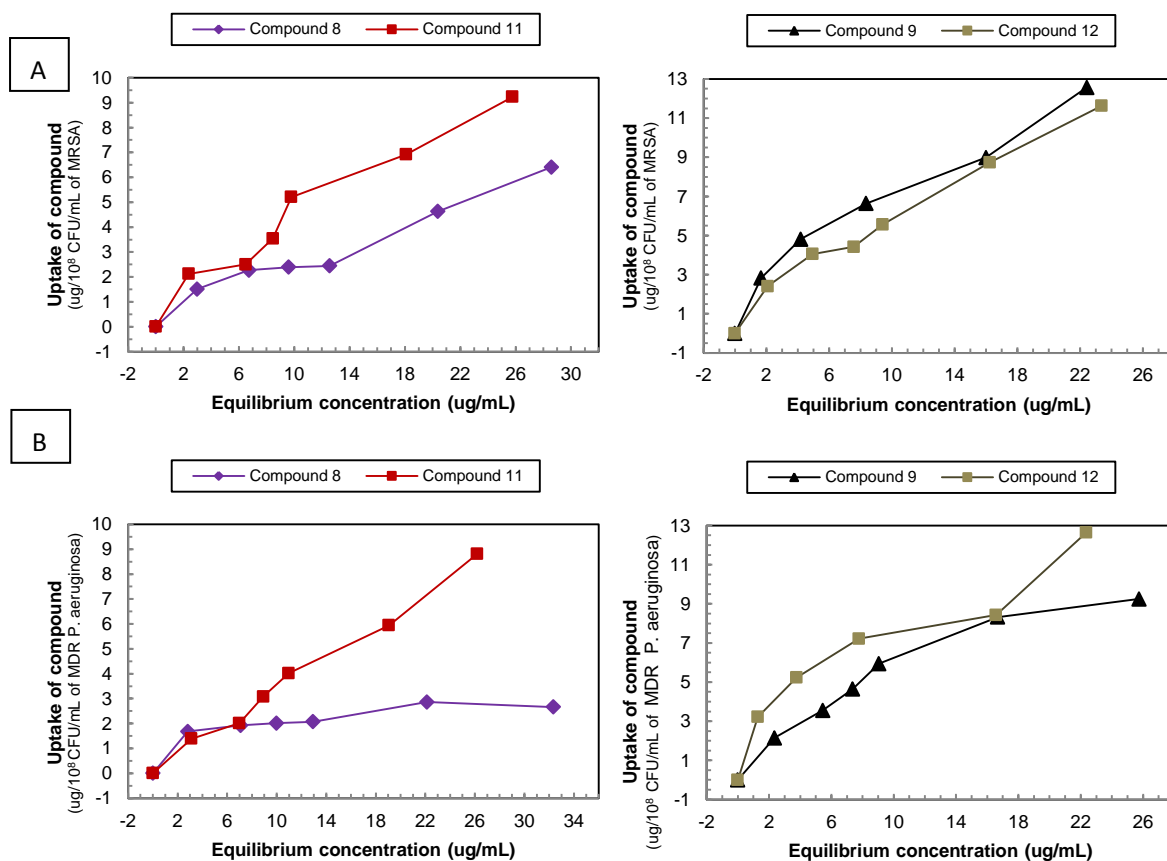 A
Compound 8 Compound 11
Uptake of compound
(ug/10⁸ CFU/mL of MRSA)
10
9
8
7
6
5
4
3
2
1
0
-1
-2 2 6 10 14 18 22 26 30
Equilibrium concentration (ug/mL)
Compound 9 Compound 12
Uptake of compound
(ug/10⁸ CFU/mL of MRSA)
13
11
9
7
5
3
1
-1
-2 2 6 10 14 18 22 26
Equilibrium concentration (ug/mL)
B
Compound 8 Compound 11
Uptake of compound
(ug/10⁸ CFU/mL of MDR P. aeruginosa)
10
9
8
7
6
5
4
3
2
1
0
-1
-2 2 6 10 14 18 22 26 30 34
Equilibrium concentration (ug/mL)
Compound 9 Compound 12
Uptake of compound
(ug/10⁸ CFU/mL of MDR P. aeruginosa)
13
11
9
7
5
3
1
-1
-2 2 6 10 14 18 22 26
Equilibrium concentration (ug/mL)